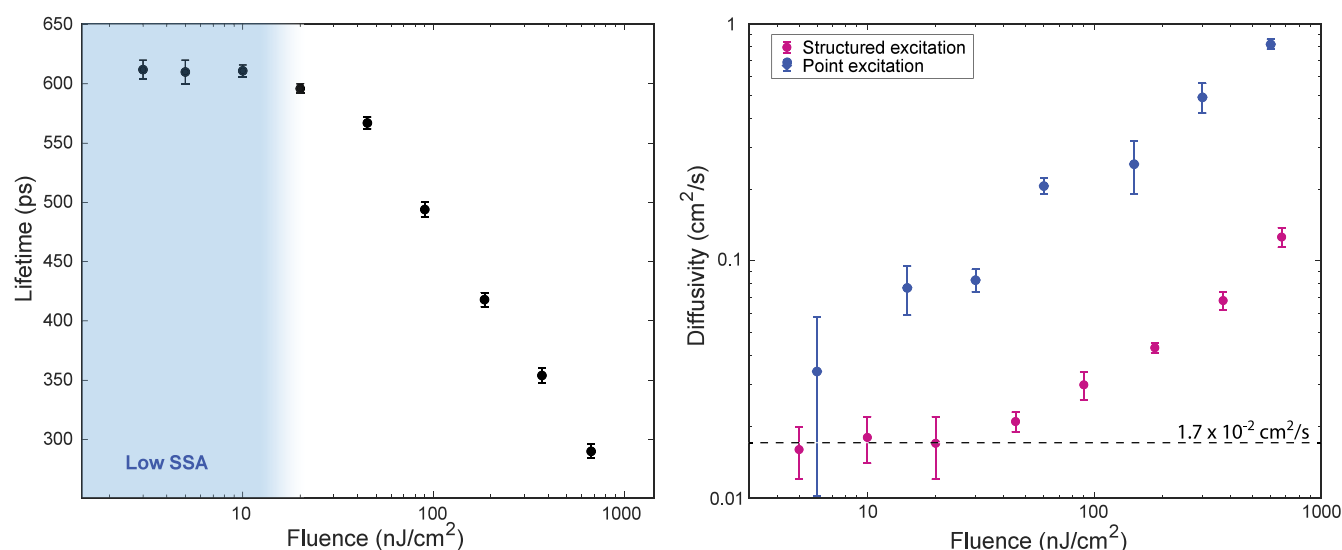 650
600
550
500
450
400
350
300
Lifetime (ps)
Low SSA
10
100
1000
Fluence (nJ/cm²)
1
0.1
0.01
Diffusivity (cm²/s)
Structured excitation
Point excitation
1.7 x 10⁻² cm²/s
10
100
1000
Fluence (nJ/cm²)